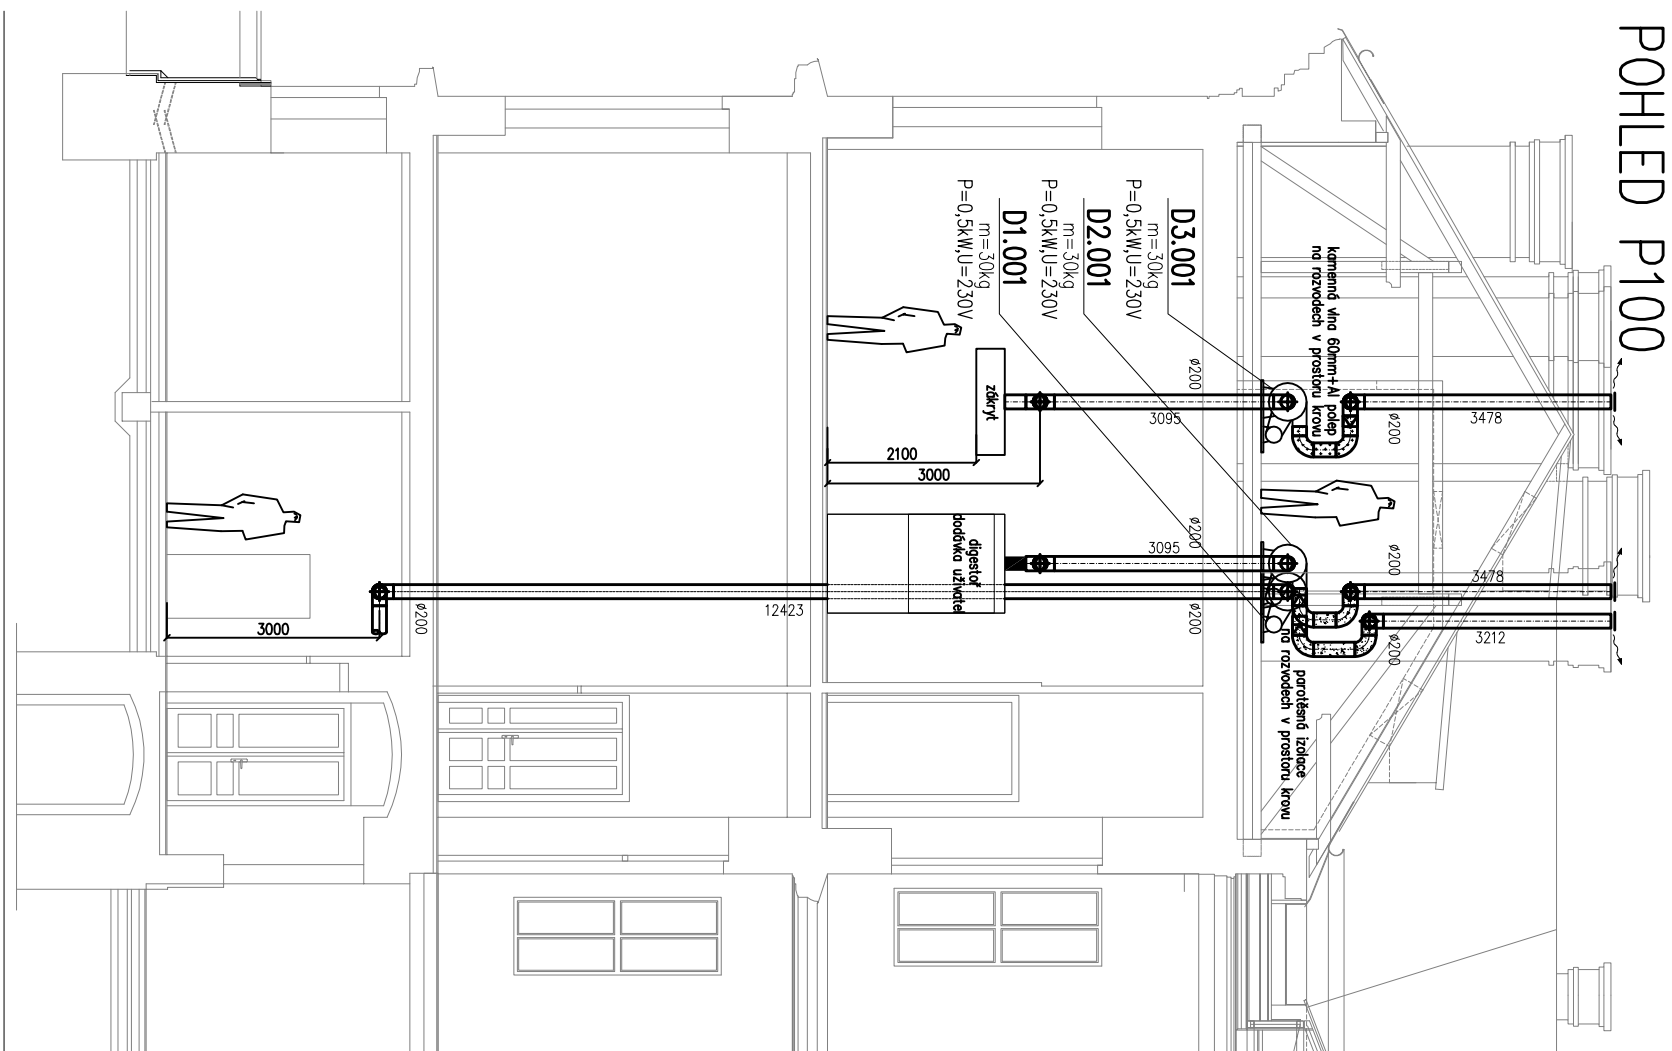 POHLED P100
kamenná vlna 60mm+Al polep
na rozvodech v prostoru krovu
D3.001
m=30kg
P=0,5kW,U=230V
D2.001
m=30kg
P=0,5kW,U=230V
D1.001
m=30kg
P=0,5kW,U=230V
ø200
3478
ø200
3095
zákryt
2100
3000
ø200
3478
ø200
3095
digestoř
dodávka uživatel
3212
ø200
ø200
12423
ø200
3000
parotěsná izolace
na rozvodech v prostoru krovu